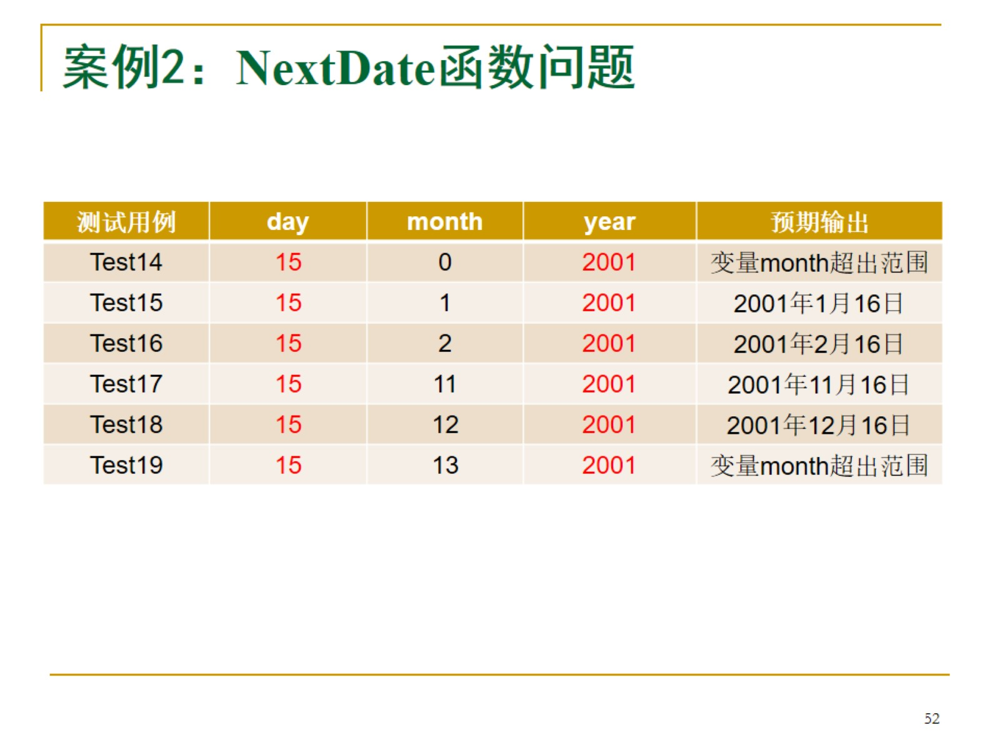 案例2：NextDate函数问题
测试用例 day month year 预期输出
Test14 15 0 2001 变量month超出范围
Test15 15 1 2001 2001年1月16日
Test16 15 2 2001 2001年2月16日
Test17 15 11 2001 2001年11月16日
Test18 15 12 2001 2001年12月16日
Test19 15 13 2001 变量month超出范围
52